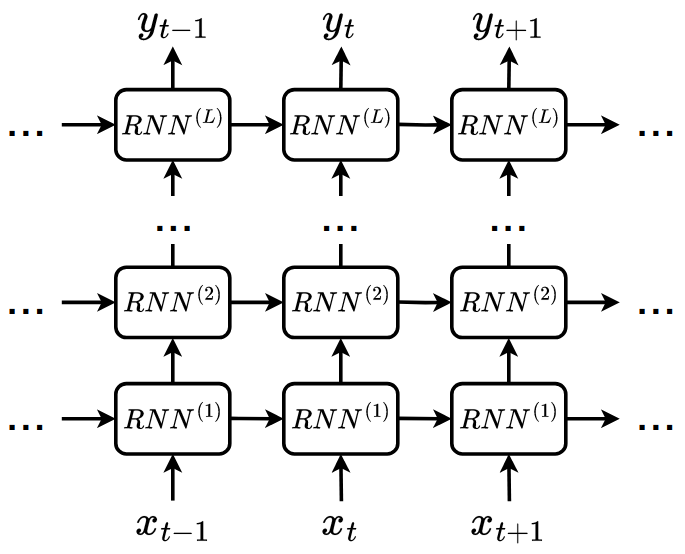 y_{t-1} y_t y_{t+1}
... RNN^{(L)} RNN^{(L)} RNN^{(L)} ...
... ... ...
... RNN^{(2)} RNN^{(2)} RNN^{(2)} ...
... RNN^{(1)} RNN^{(1)} RNN^{(1)} ...
x_{t-1} x_t x_{t+1}